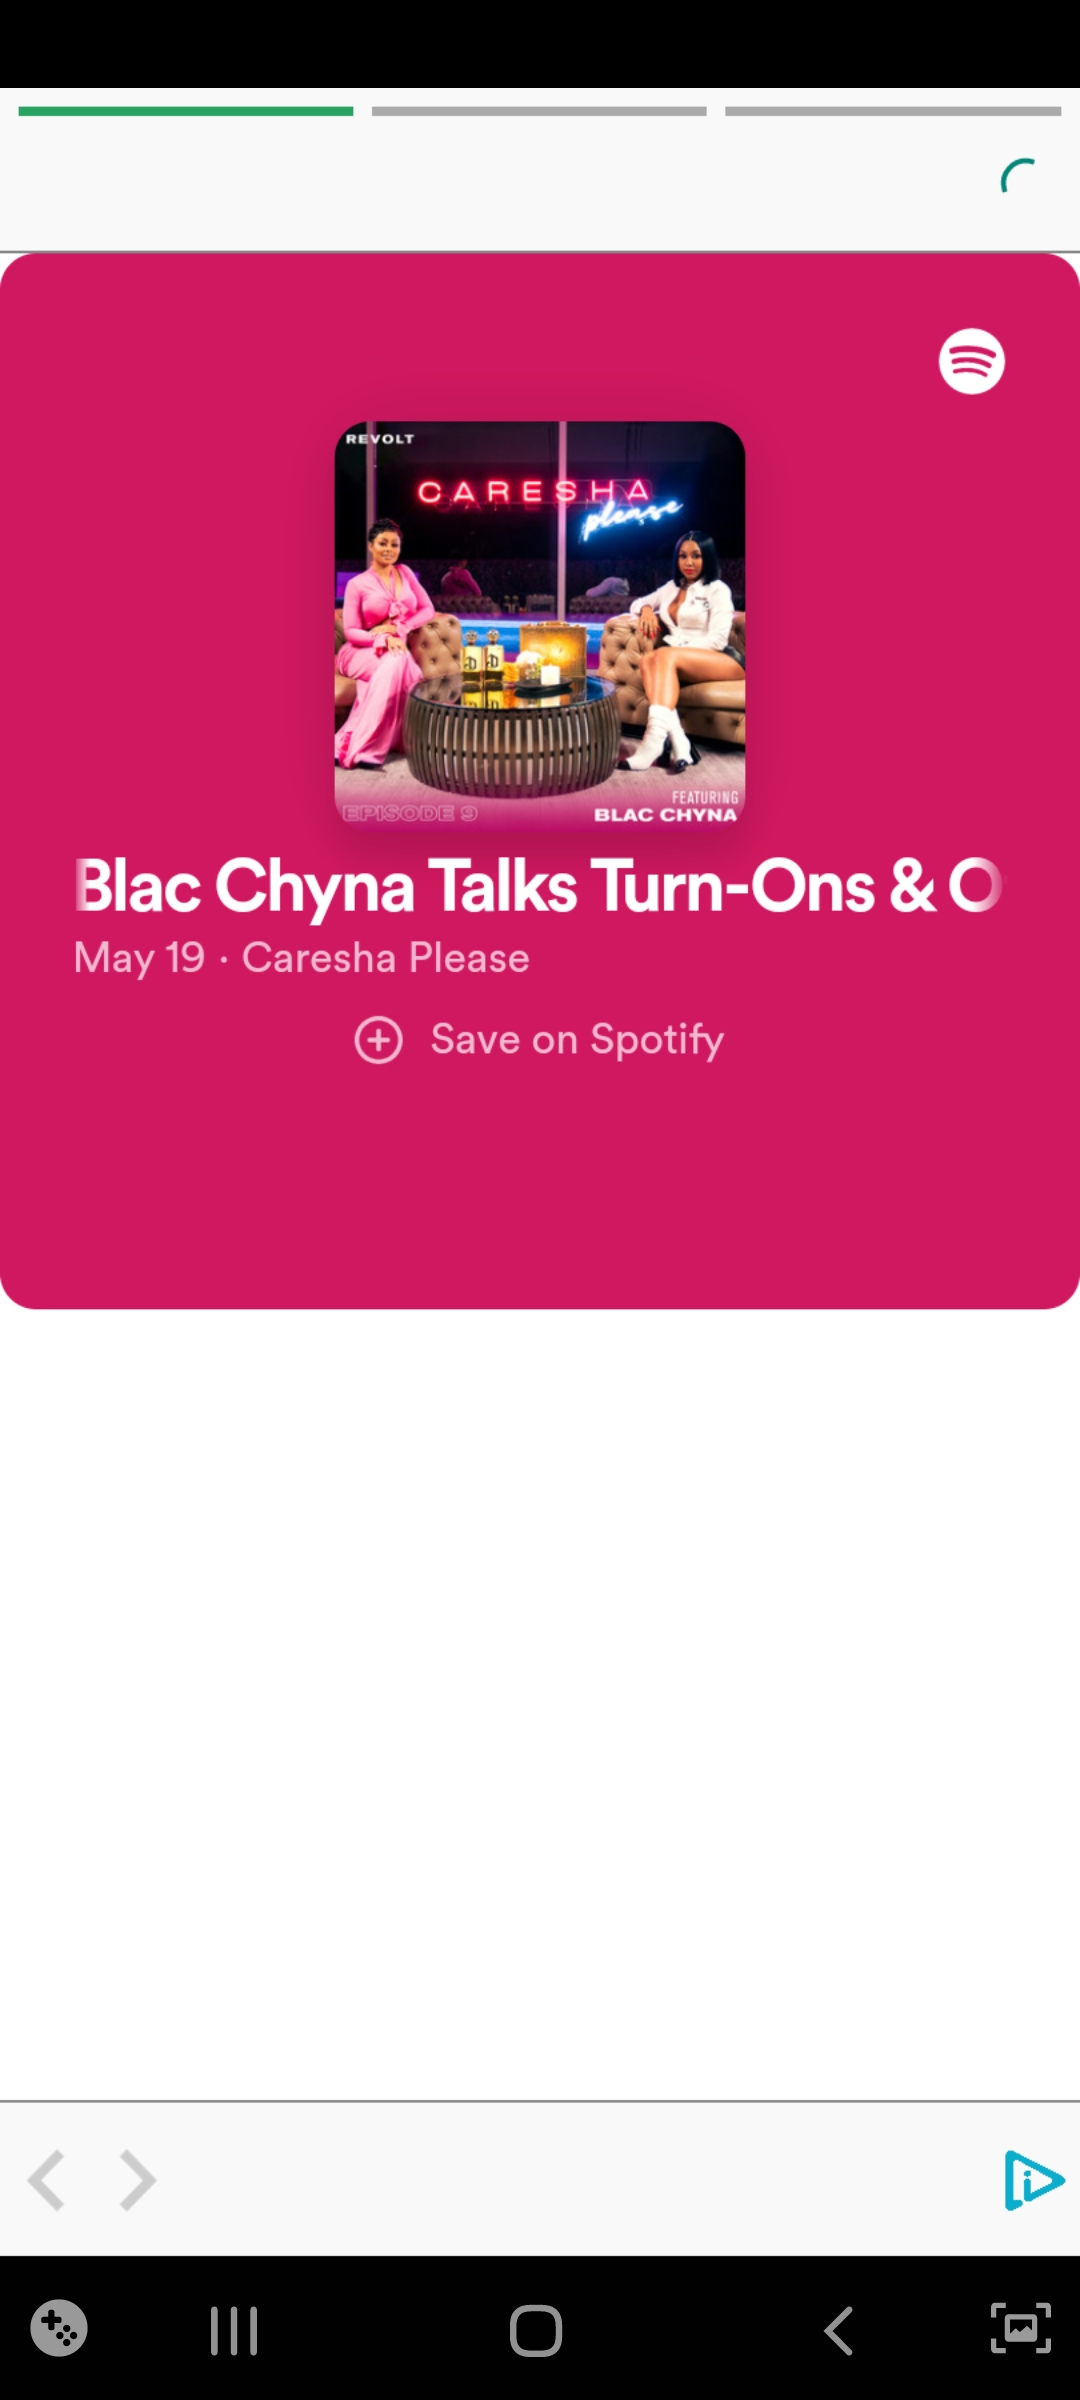 REVOLT
CARESHA
please
FEATURING
EPISODE 9
BLAC CHYNA
Blac Chyna Talks Turn-Ons & O
May 19 · Caresha Please
Save on Spotify